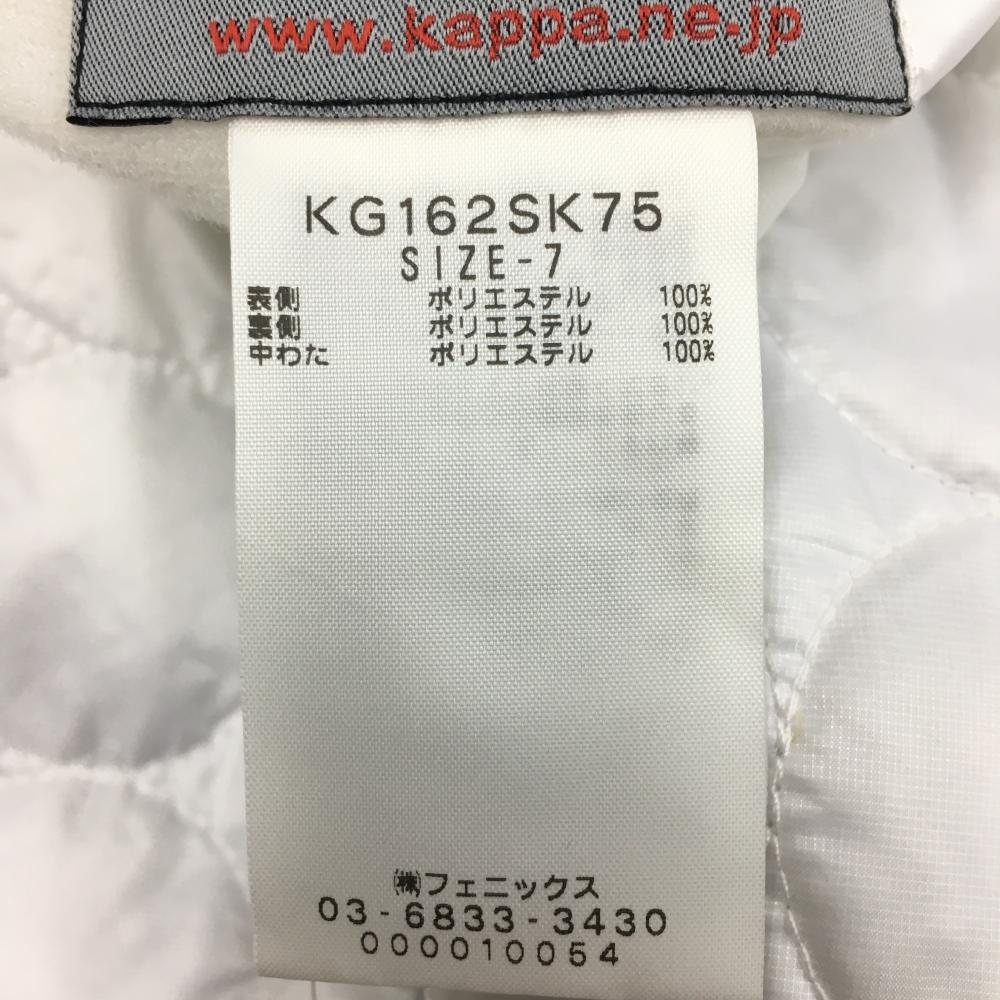 www.kappa.ne.jp
KG162SK75
SIZE-7
表側 ポリエステル 100%
裏側 ポリエステル 100%
中わた ポリエステル 100%
㈱フェニックス
03-6833-3430
000010054